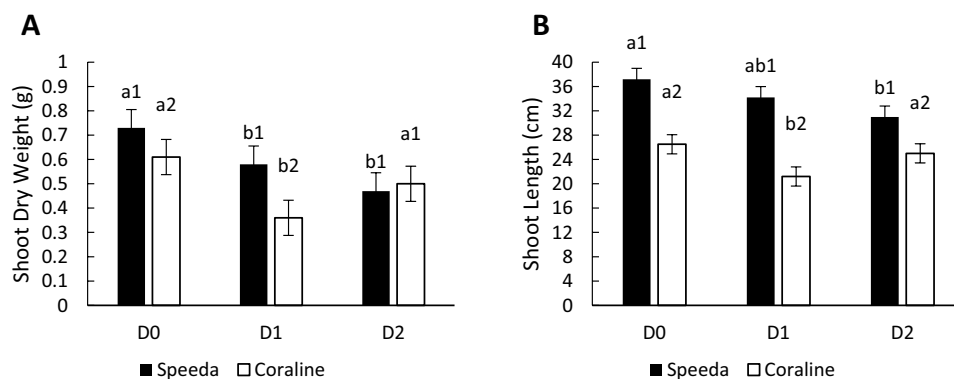 A
Shoot Dry Weight (g)
1
0.9
0.8
0.7
0.6
0.5
0.4
0.3
0.2
0.1
0
a1
a2
b1
b2
b1
a1
D0 D1 D2
Speeda Coraline
B
Shoot Length (cm)
40
36
32
28
24
20
16
12
8
4
0
a1
a2
ab1
b2
b1
a2
D0 D1 D2
Speeda Coraline